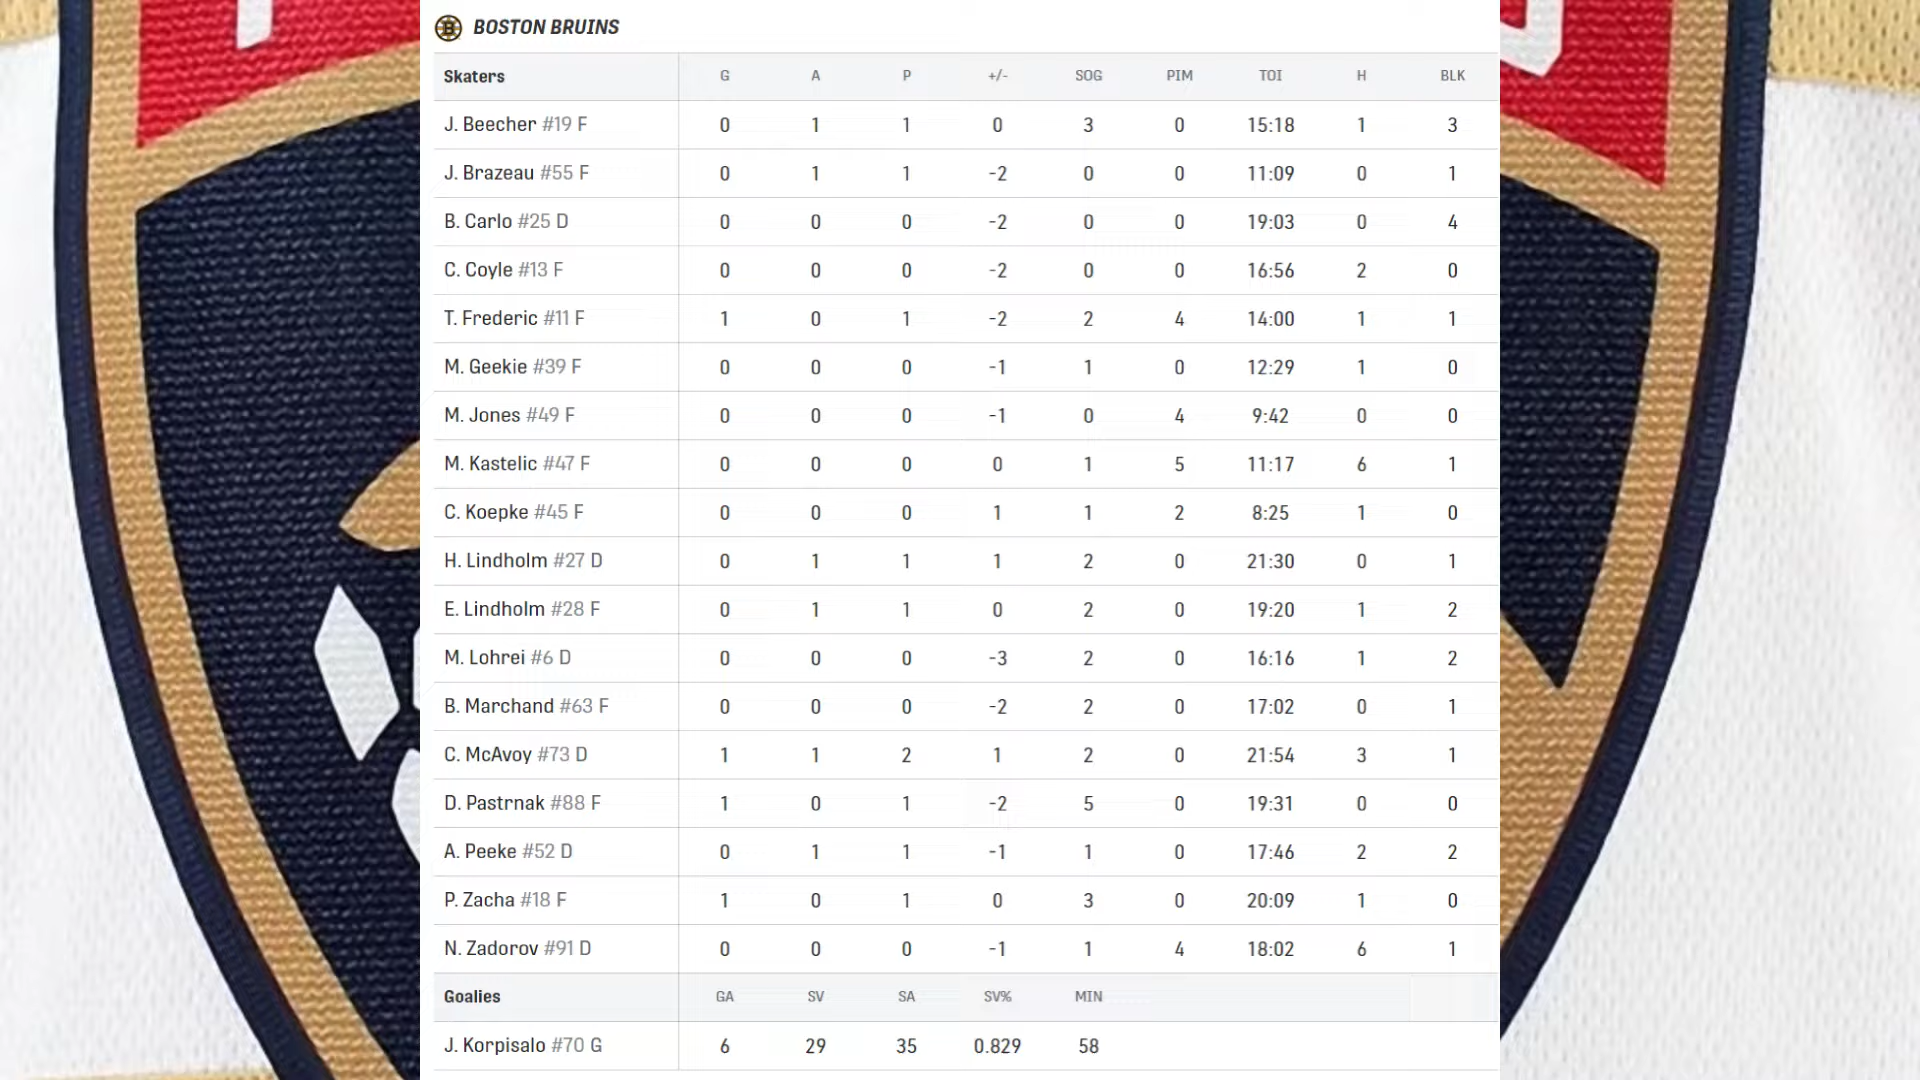 BOSTON BRUINS
Skaters G A P +/- SOG PIM TOI H BLK
J. Beecher #19 F 0 1 1 0 3 0 15:18 1 3
J. Brazeau #55 F 0 1 1 -2 0 0 11:09 0 1
B. Carlo #25 D 0 0 0 -2 0 0 19:03 0 4
C. Coyle #13 F 0 0 0 -2 0 0 16:56 2 0
T. Frederic #11 F 1 0 1 -2 2 4 14:00 1 1
M. Geekie #39 F 0 0 0 -1 1 0 12:29 1 0
M. Jones #49 F 0 0 0 -1 0 4 9:42 0 0
M. Kastelic #47 F 0 0 0 0 1 5 11:17 6 1
C. Koepke #45 F 0 0 0 1 1 2 8:25 1 0
H. Lindholm #27 D 0 1 1 1 2 0 21:30 0 1
E. Lindholm #28 F 0 1 1 0 2 0 19:20 1 2
M. Lohrei #6 D 0 0 0 -3 2 0 16:16 1 2
B. Marchand #63 F 0 0 0 -2 2 0 17:02 0 1
C. McAvoy #73 D 1 1 2 1 2 0 21:54 3 1
D. Pastrnak #88 F 1 0 1 -2 5 0 19:31 0 0
A. Peeke #52 D 0 1 1 -1 1 0 17:46 2 2
P. Zacha #18 F 1 0 1 0 3 0 20:09 1 0
N. Zadorov #91 D 0 0 0 -1 1 4 18:02 6 1
Goalies GA SV SA SV% MIN
J. Korpisalo #70 G 6 29 35 0.829 58